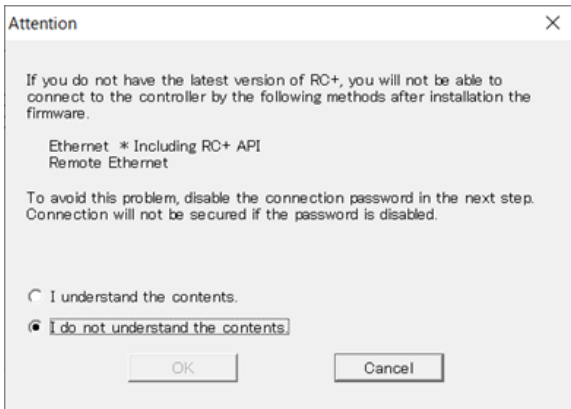 Attention
If you do not have the latest version of RC+, you will not be able to
connect to the controller by the following methods after installation the
firmware.
Ethernet * Including RC+ API
Remote Ethernet
To avoid this problem, disable the connection password in the next step.
Connection will not be secured if the password is disabled.
I understand the contents.
I do not understand the contents.
OK
Cancel